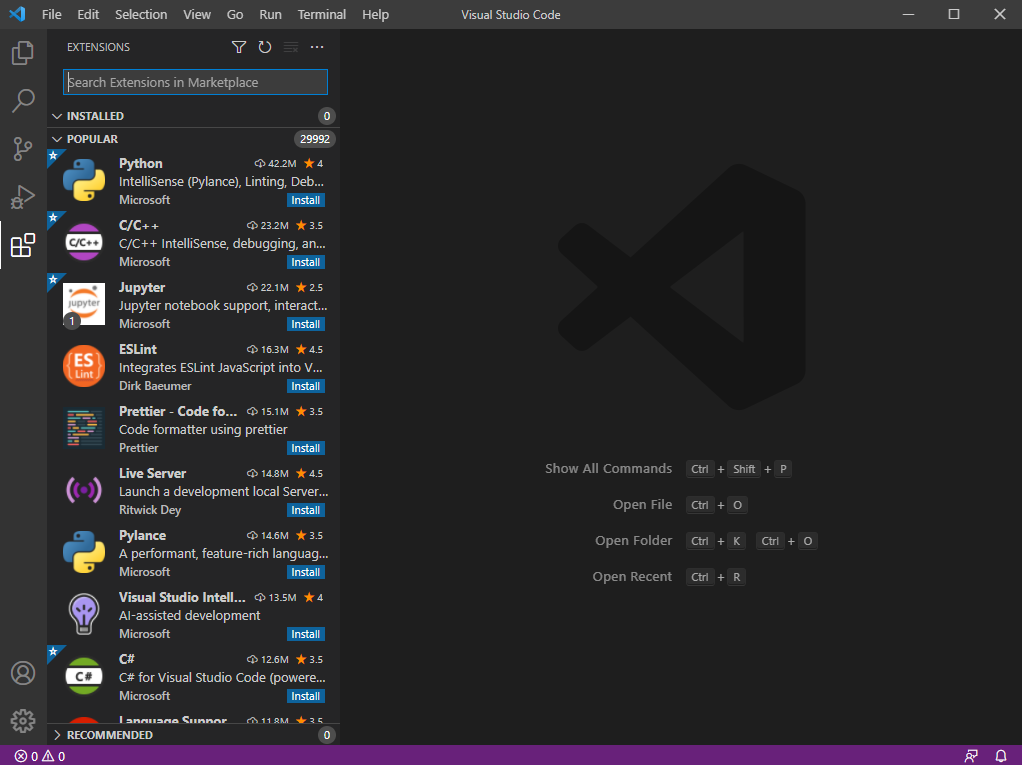 File Edit Selection View Go Run Terminal Help Visual Studio Code
EXTENSIONS
Search Extensions in Marketplace
INSTALLED 0
POPULAR 29992
Python 42.2M 4
IntelliSense (Pylance), Linting, Deb...
Microsoft Install
C/C++ 23.2M 3.5
C/C++
C/C++ IntelliSense, debugging, an...
Microsoft Install
Jupyter 22.1M 2.5
jupyter
Jupyter notebook support, interact...
1
Microsoft Install
ESLint 16.3M 4.5
ES
Lint
Integrates ESLint JavaScript into V...
Dirk Baeumer Install
Prettier - Code fo... 15.1M 3.5
Code formatter using prettier
Prettier Install
Live Server 14.8M 4.5
Launch a development local Server...
Ritwick Dey Install
Pylance 14.6M 3.5
A performant, feature-rich languag...
Microsoft Install
Visual Studio Intell... 13.5M 4
AI-assisted development
Microsoft Install
C# 12.6M 3.5
C#
C# for Visual Studio Code (powere...
Microsoft Install
Language Suppor... 11.8M 3.5
RECOMMENDED 0
0 0
Show All Commands Ctrl + Shift + P
Open File Ctrl + O
Open Folder Ctrl + K Ctrl + O
Open Recent Ctrl + R